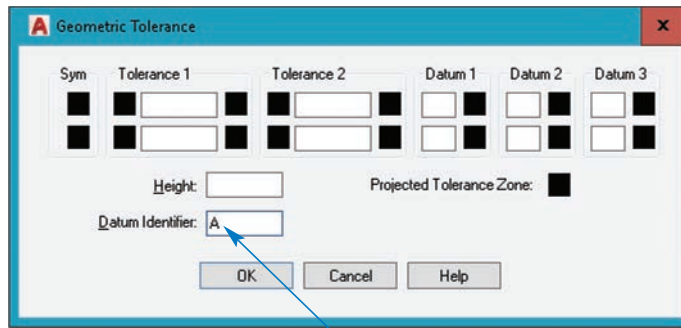 A Geometric Tolerance x
Sym Tolerance 1 Tolerance 2 Datum 1 Datum 2 Datum 3
Height: Projected Tolerance Zone:
Datum Identifier: A
OK Cancel Help